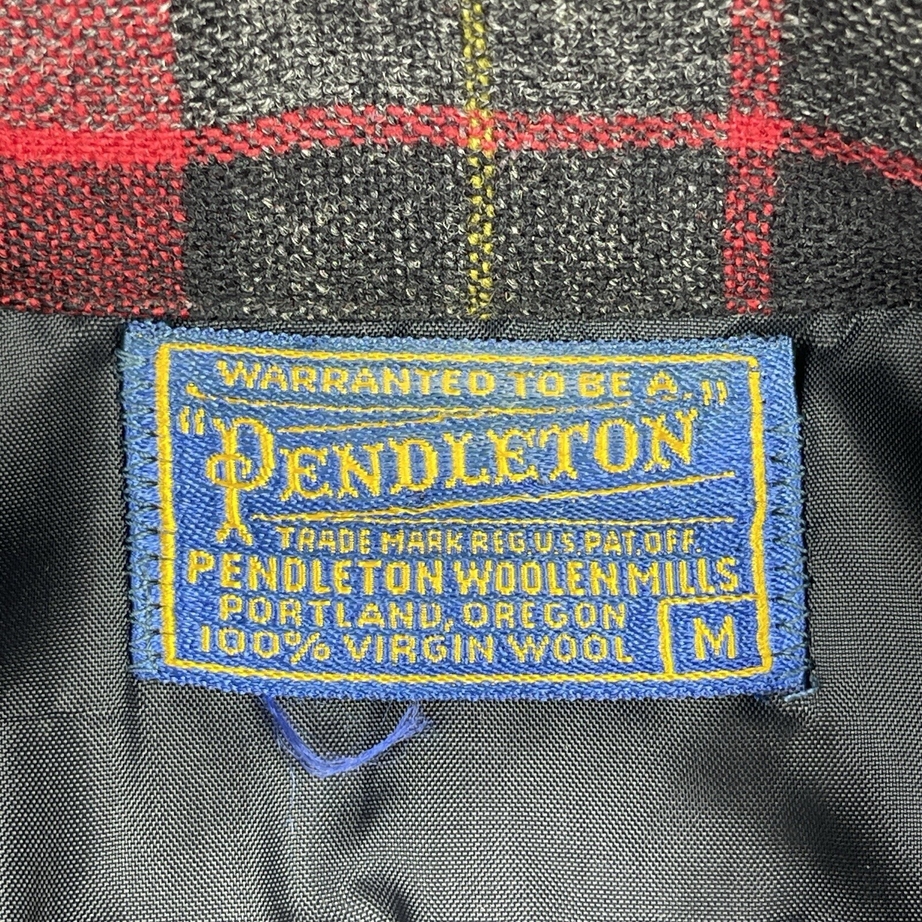 WARRANTED TO BE A
"PENDLETON"
TRADE MARK REG.U.S.PAT.OFF.
PENDLETON WOOLEN MILLS
PORTLAND, OREGON
100% VIRGIN WOOL
M